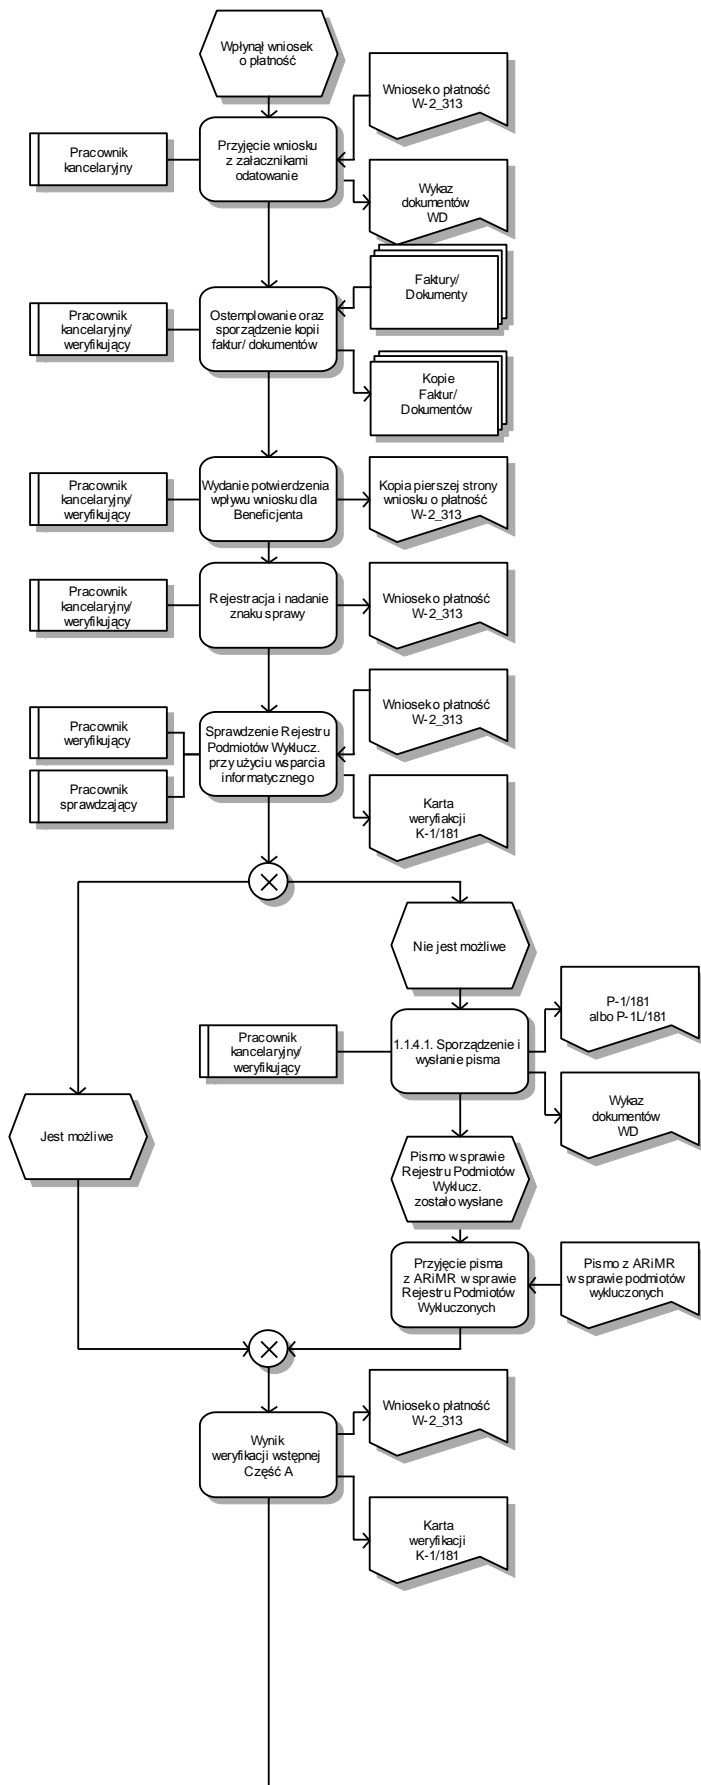 Wpłynął wniosek
o płatność
Wniosek o płatność
W-2_313
Pracownik
kancelaryjny
Przyjęcie wniosku
z załacznikami
odatowanie
Wykaz
dokumentów
WD
Faktury/
Dokumenty
Pracownik
kancelaryjny/
weryfikujący
Ostemplowanie oraz
sporządzenie kopii
faktur/ dokumentów
Kopie
Faktur/
Dokumentów
Pracownik
kancelaryjny/
weryfikujący
Wydanie potwierdzenia
wpływu wniosku dla
Beneficjenta
Kopia pierszej strony
wniosku o płatność
W-2_313
Pracownik
kancelaryjny/
weryfikujący
Rejestracja i nadanie
znaku sprawy
Wniosek o płatność
W-2_313
Wniosek o płatność
W-2_313
Pracownik
weryfikujący
Pracownik
sprawdzający
Sprawdzenie Rejestru
Podmiotów Wyklucz.
przy użyciu wsparcia
informatycznego
Karta
weryfiakcji
K-1/181
Nie jest możliwe
P-1/181
albo P-1L/181
Pracownik
kancelaryjny/
weryfikujący
1.1.4.1. Sporządzenie i
wysłanie pisma
Wykaz
dokumentów
WD
Jest możliwe
Pismo w sprawie
Rejestru Podmiotów
Wyklucz.
zostało wysłane
Przyjęcie pisma
z ARiMR w sprawie
Rejestru Podmiotów
Wykluczonych
Pismo z ARiMR
w sprawie podmiotów
wykluczonych
Wniosek o płatność
W-2_313
Wynik
weryfikacji wstępnej
Część A
Karta
weryfikacji
K-1/181